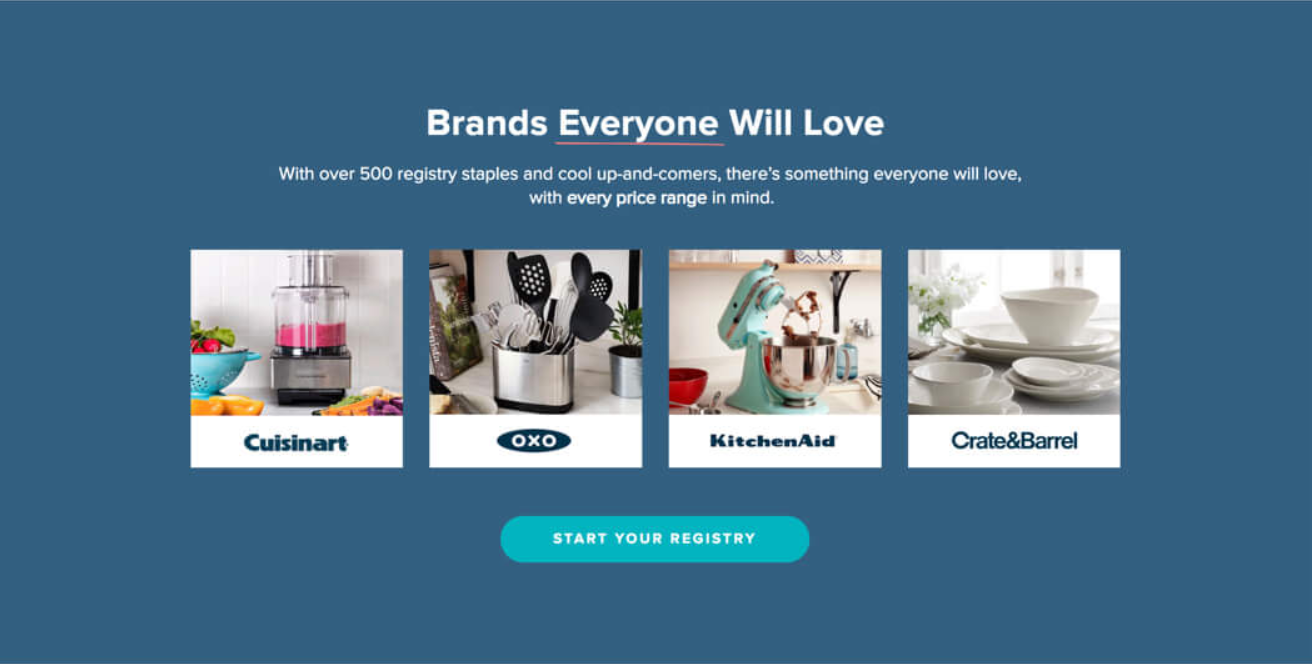 Brands Everyone Will Love
With over 500 registry staples and cool up-and-comers, there's something everyone will love,
with every price range in mind.
Cuisinart
OXO
KitchenAid
Crate&Barrel
START YOUR REGISTRY